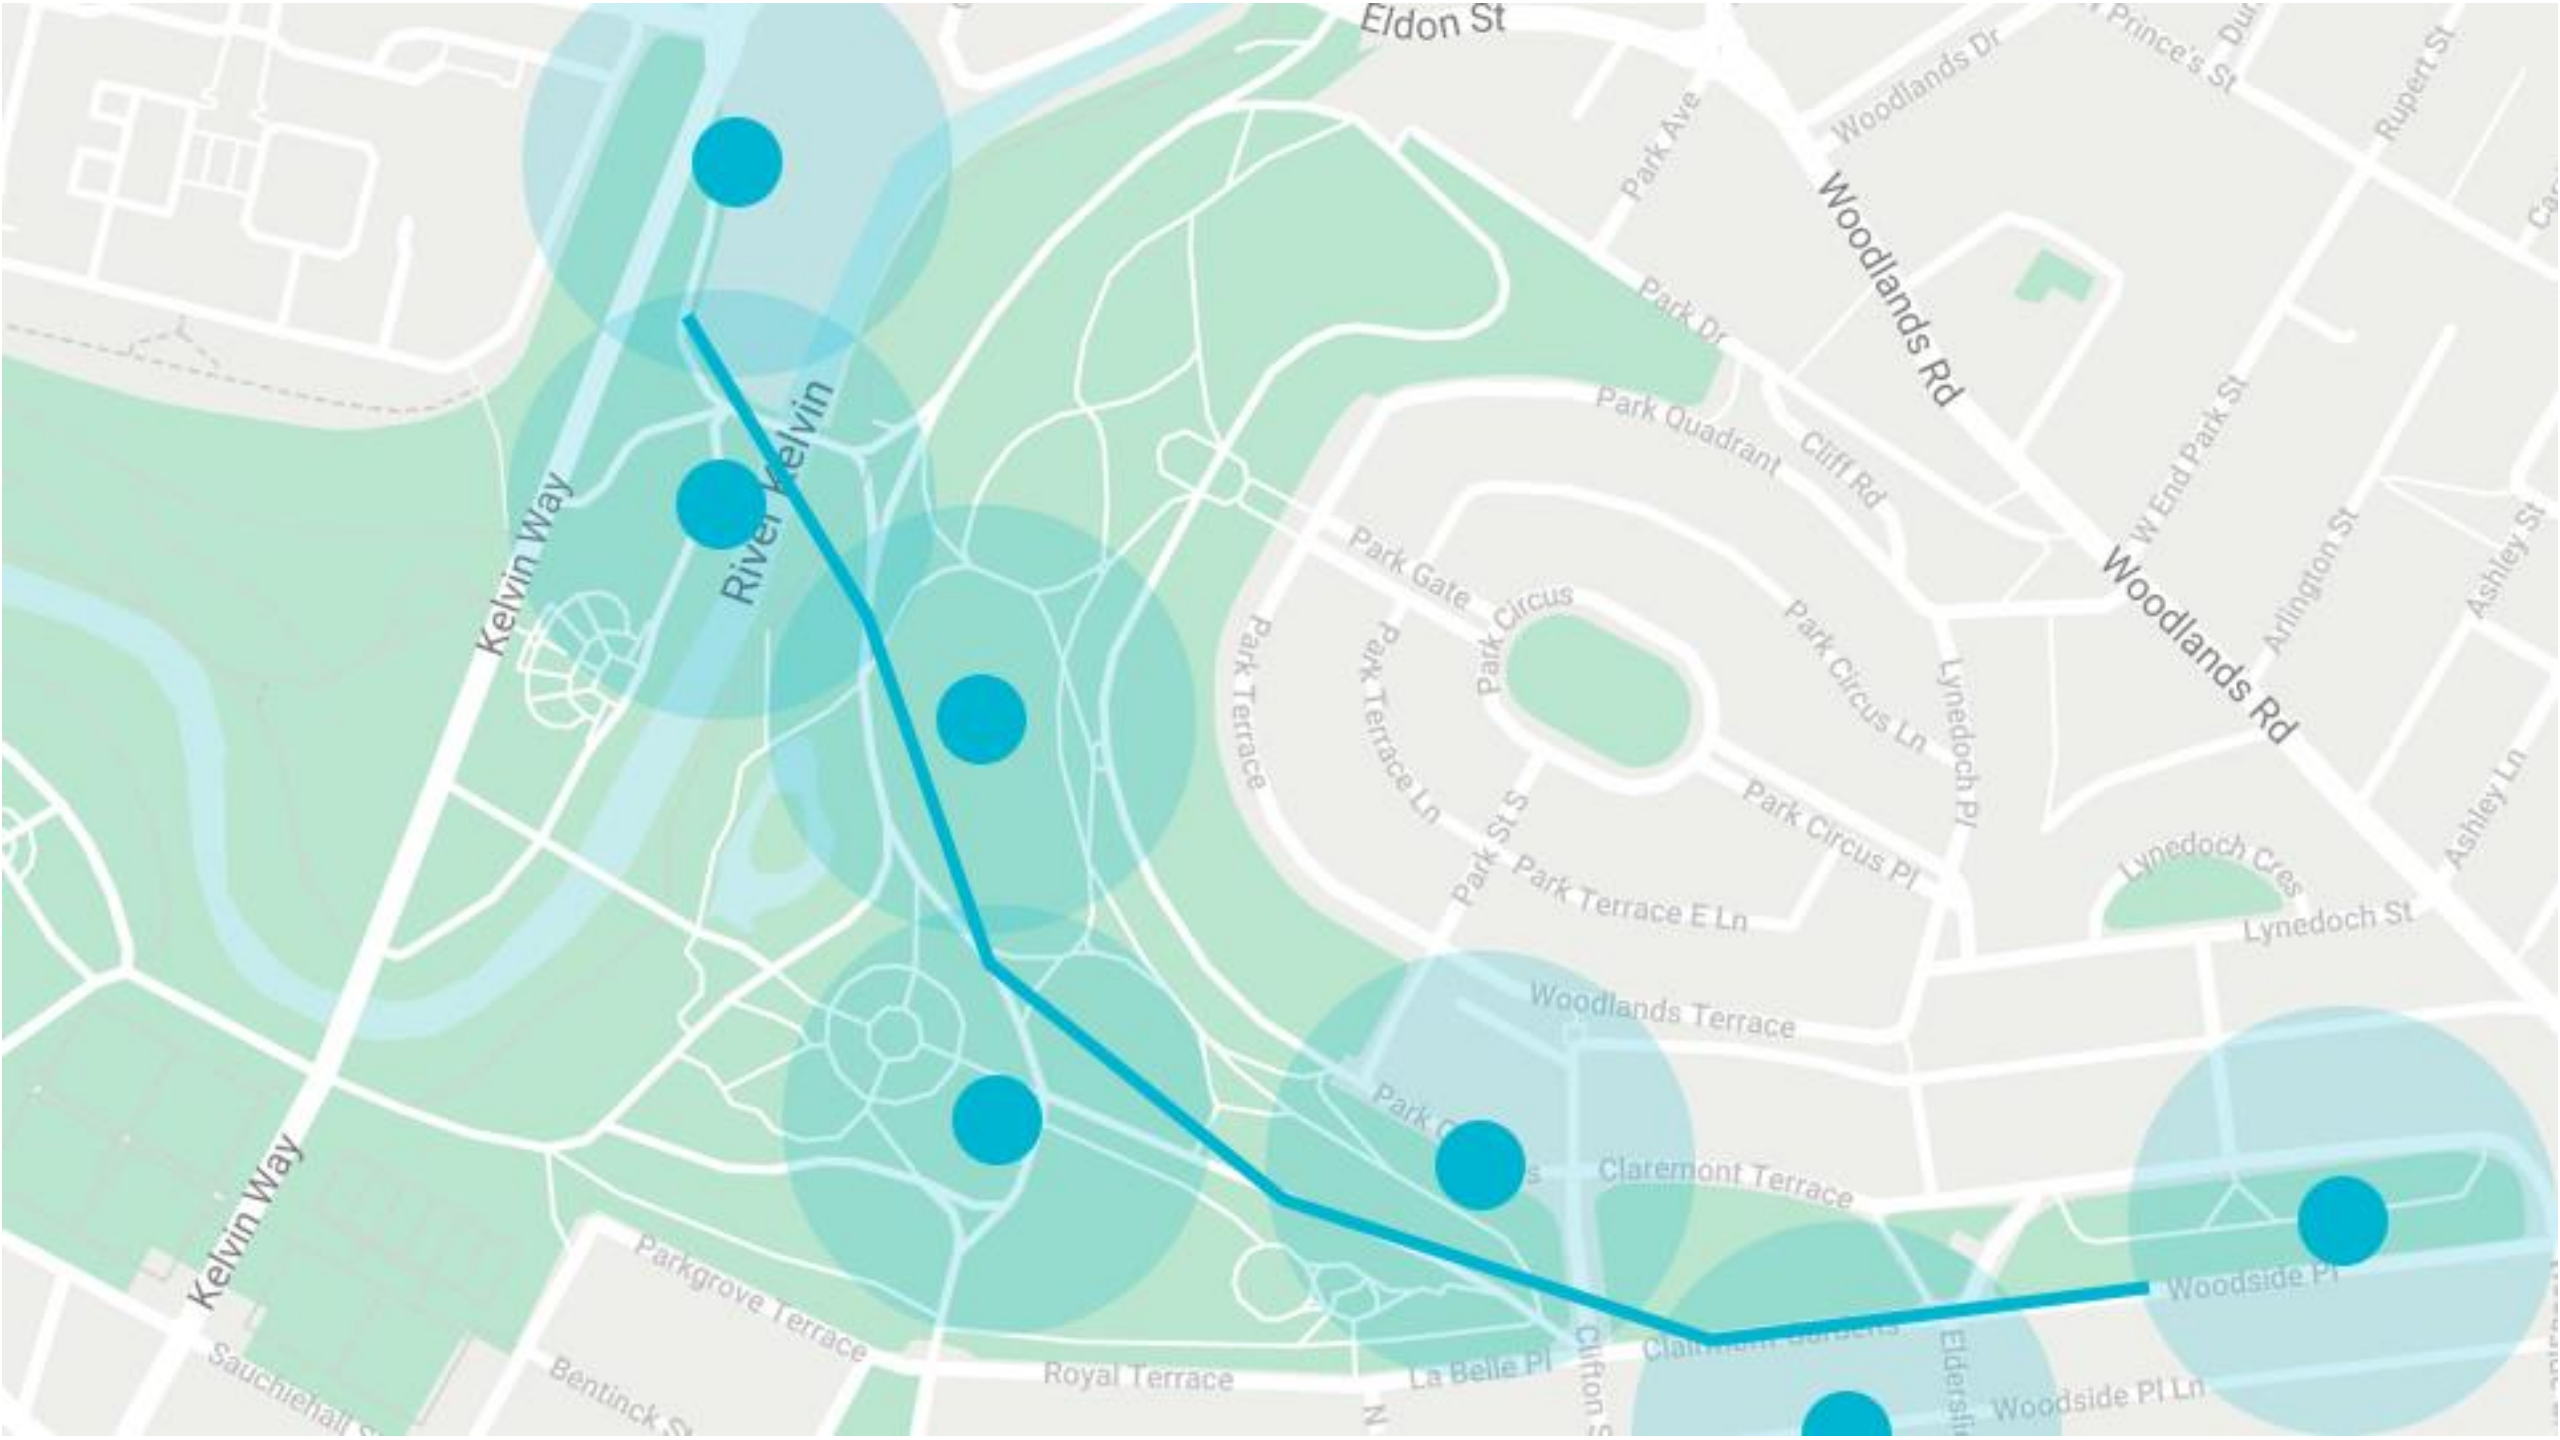 Eldon St
Prince's St
Woodlands Dr
Rupert St
Park Ave
Woodlands Rd
Park Dr
River Kelvin
Park Quadrant
Cliff Rd
W End Park St
Kelvin Way
Park Gate
Park Circus
Arlington St
Ashley St
Woodlands Rd
Park Terrace
Park Terrace Ln
Park Circus Ln
Lynedoch Pl
Park St S
Park Circus Pl
Ashley Ln
Lynedoch Cres
Park Terrace E Ln
Lynedoch St
Woodlands Terrace
Park
Claremont Terrace
Kelvin Way
Parkgrove Terrace
Woodside Pl
Sauchiehall
Bentinck St
Royal Terrace
La Belle Pl
Clifton S
Woodside Pl Ln
N